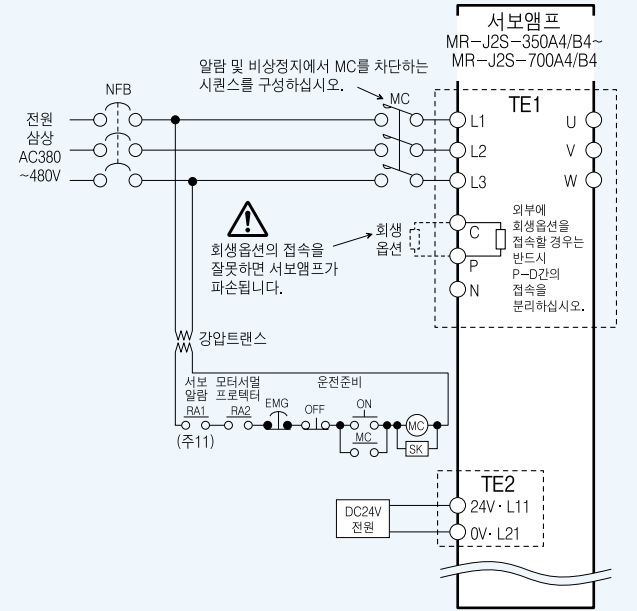 서보앰프
MR-J2S-350A4/B4~
MR-J2S-700A4/B4
알람 및 비상정지에서 MC를 차단하는
시퀀스를 구성하십시오.
NFB
MC
TE1
전원
삼상
AC380
~480V
L1
L2
L3
U
V
W
C
P
N
회생
옵션
외부에
회생옵션을
접속할 경우는
반드시
P-D간의
접속을
분리하십시오.
회생옵션의 접속을
잘못하면 서보앰프가
파손됩니다.
강압트랜스
서보
알람
모터서멀
프로텍터
운전준비
RA1
RA2
EMG
OFF
ON
MC
MC
SK
(주11)
TE2
DC24V
전원
24V· L11
0V· L21